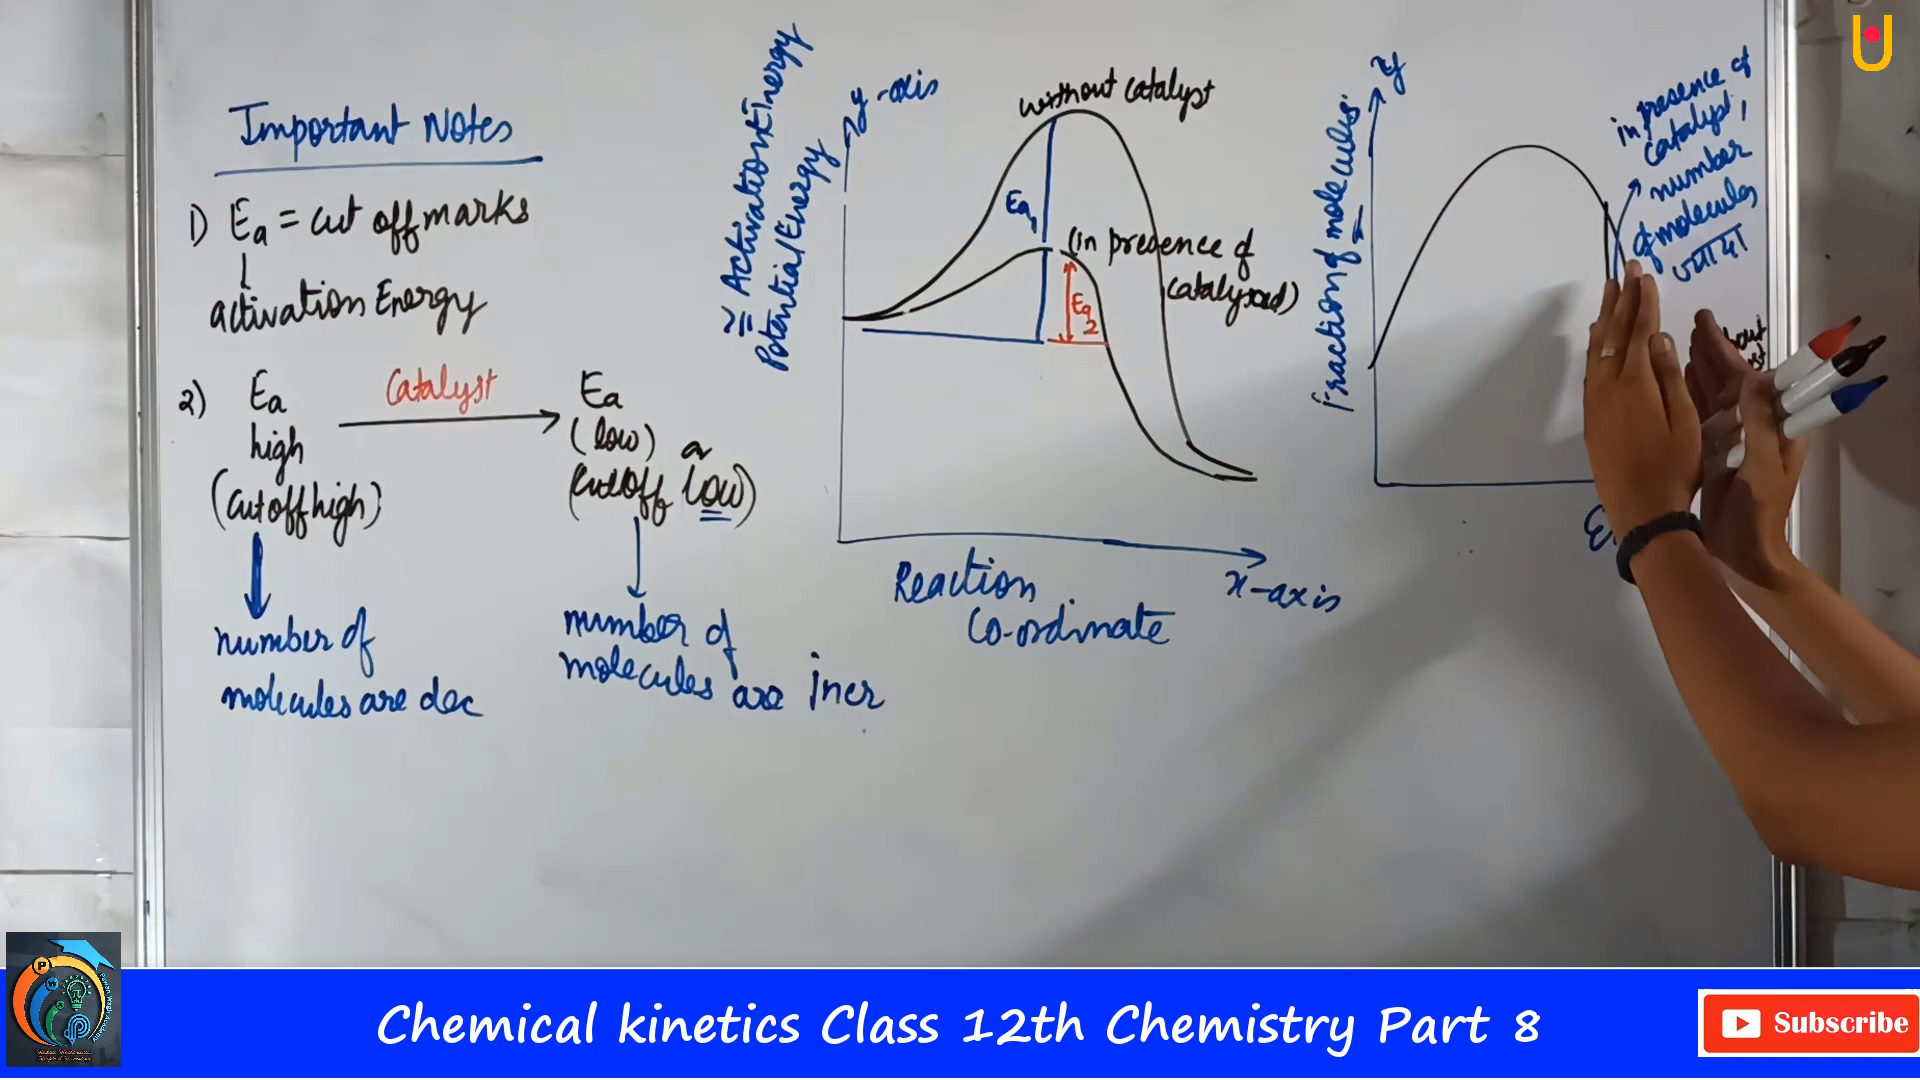 Important Notes
1) Ea = cut off marks
activation Energy
2) Ea
high
(cut off high)
Catalyst
Ea
(low) or
(cut off low)
number of
molecules are dec
number of
molecules are incr
≅ Activation Energy
Potential Energy
y-axis
without catalyst
Ea1
(in presence of
catalyst)
Ea2
Reaction
Co-ordinate
x-axis
Fraction of molecules
y
in presence of
catalyst,
number
of molecules
ज्यादा
Chemical kinetics Class 12th Chemistry Part 8
Subscribe